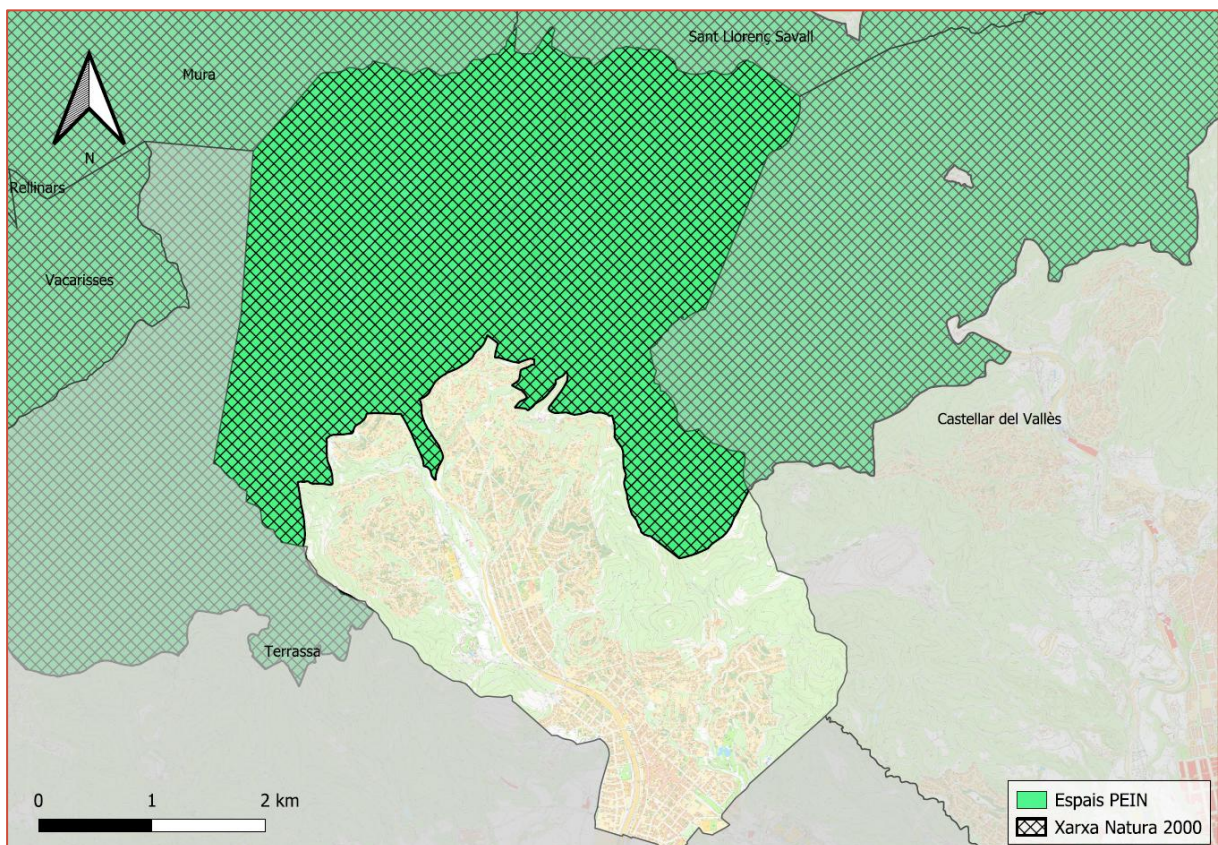 Sant Llorenç Savall
Mura
N
Rellinars
Vacarisses
Castellar del Vallès
Terrassa
0 1 2 km
Espais PEIN
Xarxa Natura 2000